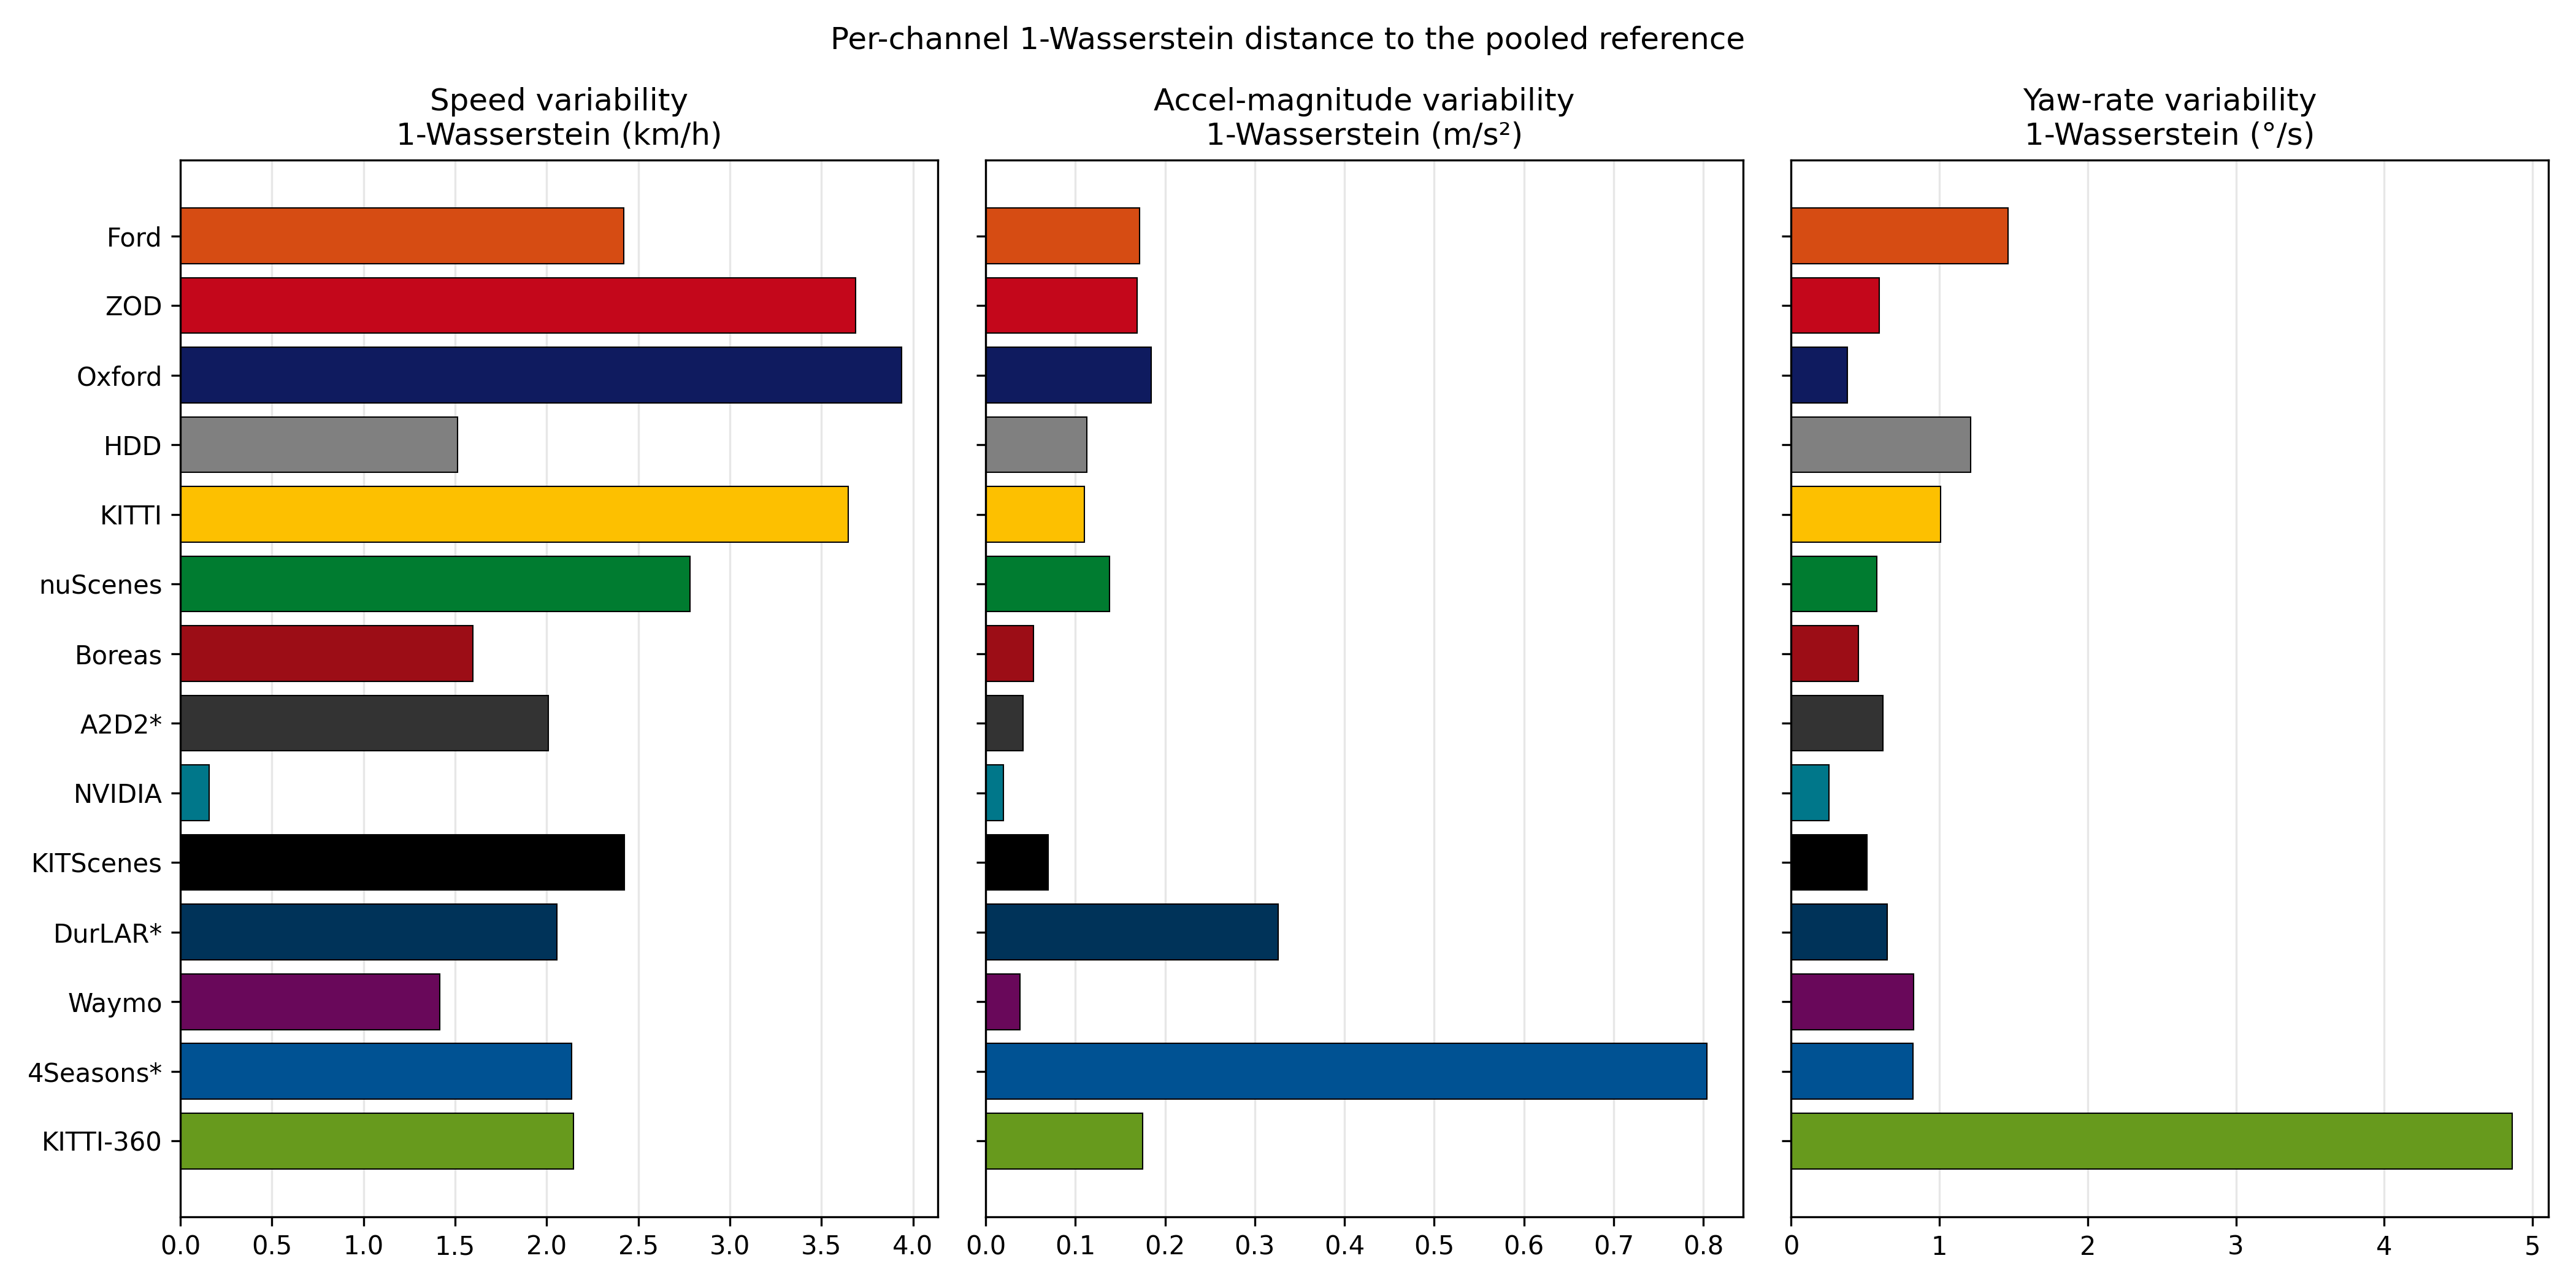 Per-channel 1-Wasserstein distance to the pooled reference
Speed variability
1-Wasserstein (km/h)
Accel-magnitude variability
1-Wasserstein (m/s²)
Yaw-rate variability
1-Wasserstein (°/s)
Ford
ZOD
Oxford
HDD
KITTI
nuScenes
Boreas
A2D2*
NVIDIA
KITScenes
DurLAR*
Waymo
4Seasons*
KITTI-360
0.0 0.5 1.0 1.5 2.0 2.5 3.0 3.5 4.0
0.0 0.1 0.2 0.3 0.4 0.5 0.6 0.7 0.8
0 1 2 3 4 5